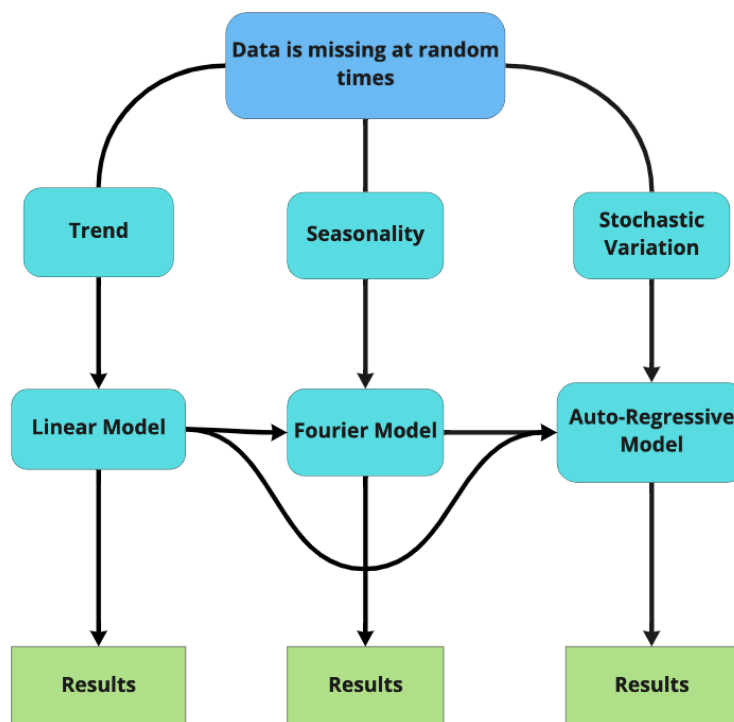 Data is missing at random
times
Trend
Seasonality
Stochastic
Variation
Linear Model
Fourier Model
Auto-Regressive
Model
Results
Results
Results